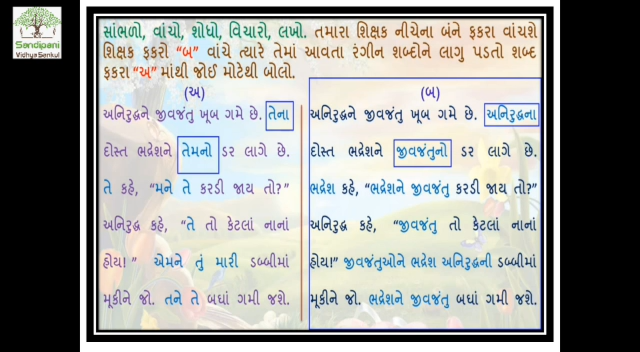 Sandipani
Vidhya Sankul
સાંભળો, વાંચો, શોધો, વિચારો, લખો. તમારા શિક્ષક નીચેના બંને ફકરા વાંચશે
શિક્ષક ફકરો “બ” વાંચે ત્યારે તેમાં આવતા રંગીન શબ્દોને લાગુ પડતો શબ્દ
ફકરા “અ” માંથી જોઈ મોટેથી બોલો.
(અ)
અનિરુદ્ધને જીવજંતુ ખૂબ ગમે છે. તેના
દોસ્ત ભદ્રેશને તેમનો ડર લાગે છે.
તે કહે, “મને તે કરડી જાય તો?”
અનિરુદ્ધ કહે, “તે તો કેટલાં નાનાં
હોય! ” એમને તું મારી ડબ્બીમાં
મૂકીને જો. તને તે બધાં ગમી જશે.
(બ)
અનિરુદ્ધને જીવજંતુ ખૂબ ગમે છે. અનિરુદ્ધના
દોસ્ત ભદ્રેશને જીવજંતુનો ડર લાગે છે.
ભદ્રેશ કહે, “ભદ્રેશને જીવજંતુ કરડી જાય તો?”
અનિરુદ્ધ કહે, “જીવજંતુ તો કેટલાં નાનાં
હોય!” જીવજંતુઓને ભદ્રેશ અનિરુદ્ધની ડબ્બીમાં
મૂકીને જો. ભદ્રેશને જીવજંતુ બધાં ગમી જશે.